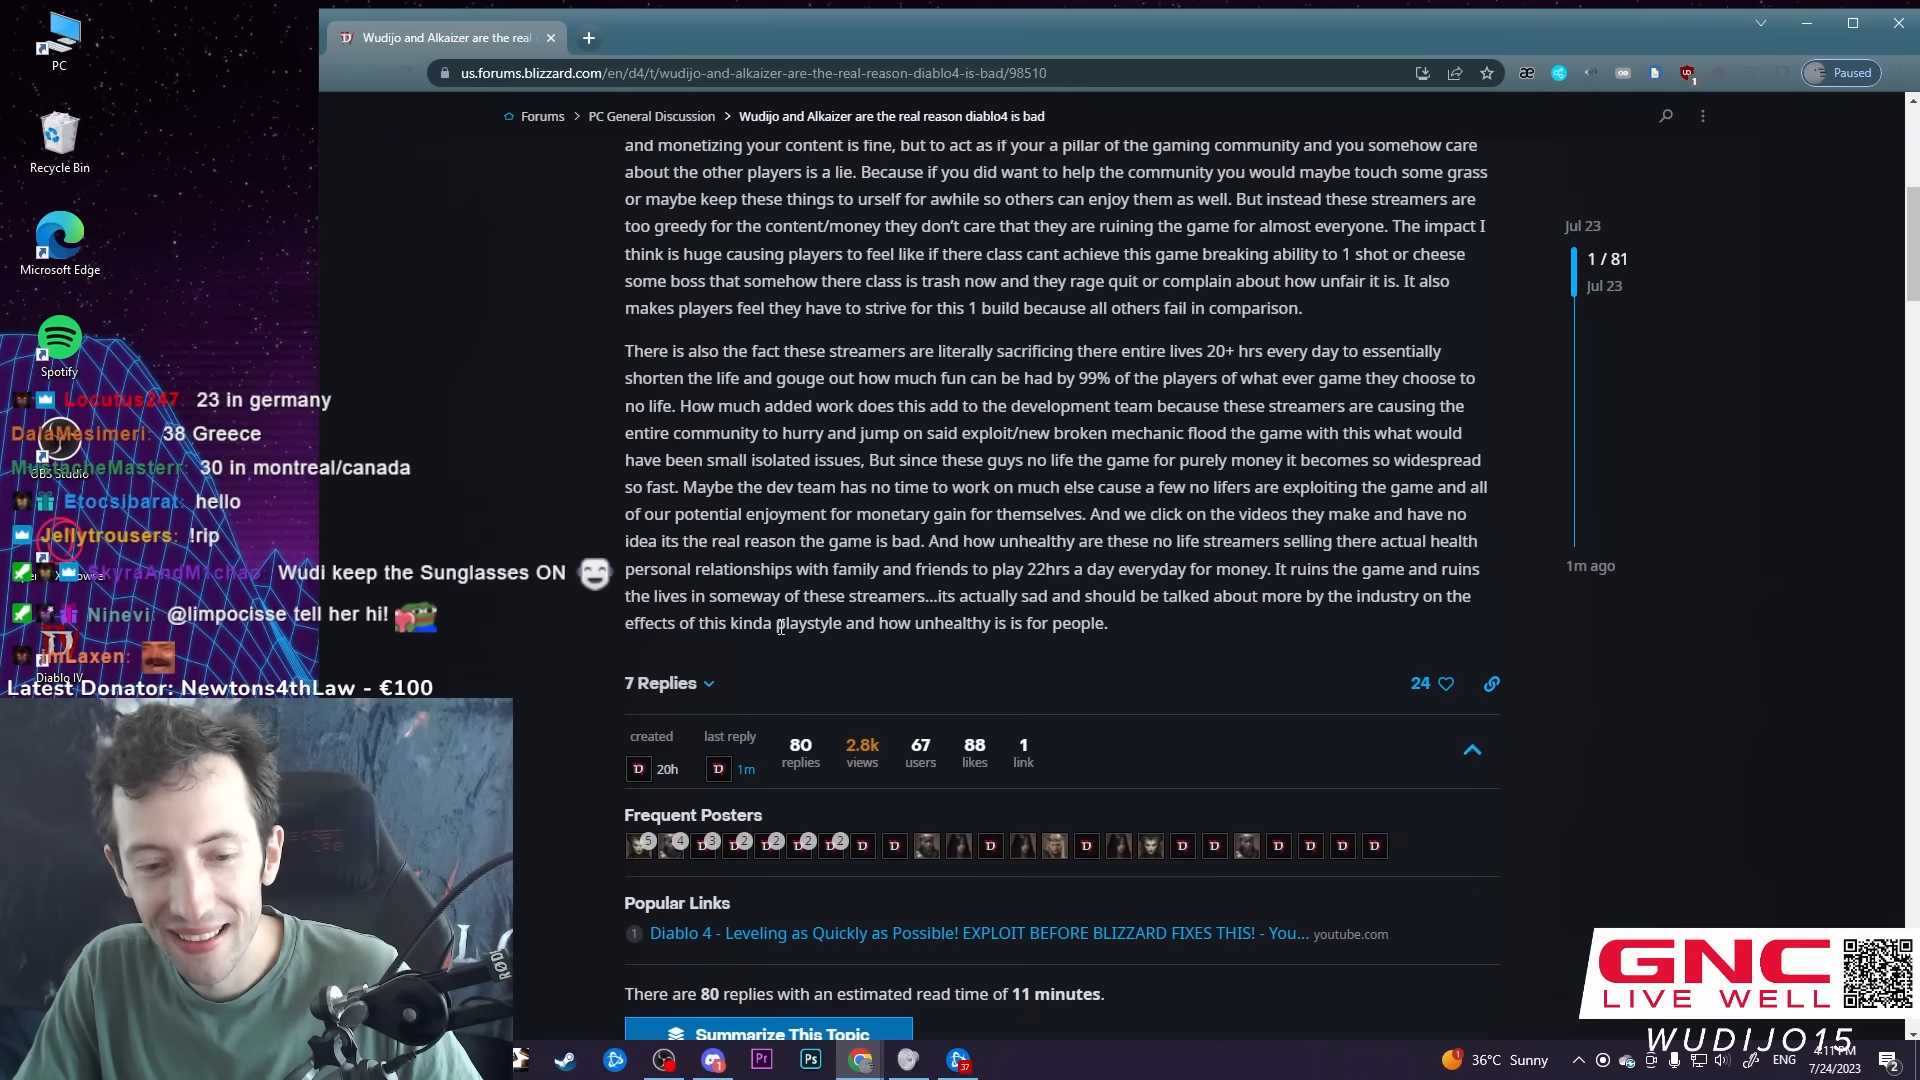 PC
Recycle Bin
Microsoft Edge
Spotify
Wudijo and Alkaizer are the real
us.forums.blizzard.com/en/d4/t/wudijo-and-alkaizer-are-the-real-reason-diablo4-is-bad/98510
Paused
Forums > PC General Discussion > Wudijo and Alkaizer are the real reason diablo4 is bad
and monetizing your content is fine, but to act as if your a pillar of the gaming community and you somehow care
about the other players is a lie. Because if you did want to help the community you would maybe touch some grass
or maybe keep these things to urself for awhile so others can enjoy them as well. But instead these streamers are
too greedy for the content/money they don’t care that they are ruining the game for almost everyone. The impact I
think is huge causing players to feel like if there class cant achieve this game breaking ability to 1 shot or cheese
some boss that somehow there class is trash now and they rage quit or complain about how unfair it is. It also
makes players feel they have to strive for this 1 build because all others fail in comparison.
There is also the fact these streamers are literally sacrificing there entire lives 20+ hrs every day to essentially
shorten the life and gouge out how much fun can be had by 99% of the players of what ever game they choose to
no life. How much added work does this add to the development team because these streamers are causing the
entire community to hurry and jump on said exploit/new broken mechanic flood the game with this what would
have been small isolated issues, But since these guys no life the game for purely money it becomes so widespread
so fast. Maybe the dev team has no time to work on much else cause a few no lifers are exploiting the game and all
of our potential enjoyment for monetary gain for themselves. And we click on the videos they make and have no
idea its the real reason the game is bad. And how unhealthy are these no life streamers selling there actual health
personal relationships with family and friends to play 22hrs a day everyday for money. It ruins the game and ruins
the lives in someway of these streamers...its actually sad and should be talked about more by the industry on the
effects of this kinda playstyle and how unhealthy is is for people.
Jul 23
1 / 81
Jul 23
1m ago
Locutus247: 23 in germany
DalaMesimeri: 38 Greece
MustacheMasterr: 30 in montreal/canada
OBS Studio
Etocsibarat: hello
Jellytrousers: !rip
SkyraAndM1chao: Wudi keep the Sunglasses ON
Ninevi: @limpocisse tell her hi!
imLaxen:
Diablo IV
Latest Donator: Newtons4thLaw - €100
7 Replies
24
created
last reply
20h
1m
80 replies
2.8k views
67 users
88 likes
1 link
Frequent Posters
5 4 3 2 2 2 2
Popular Links
1 Diablo 4 - Leveling as Quickly as Possible! EXPLOIT BEFORE BLIZZARD FIXES THIS! - You... youtube.com
There are 80 replies with an estimated read time of 11 minutes.
Summarize This Topic
GNC
LIVE WELL
WUDIJO15
RØDE
36°C Sunny
ENG
4:11 PM
7/24/2023